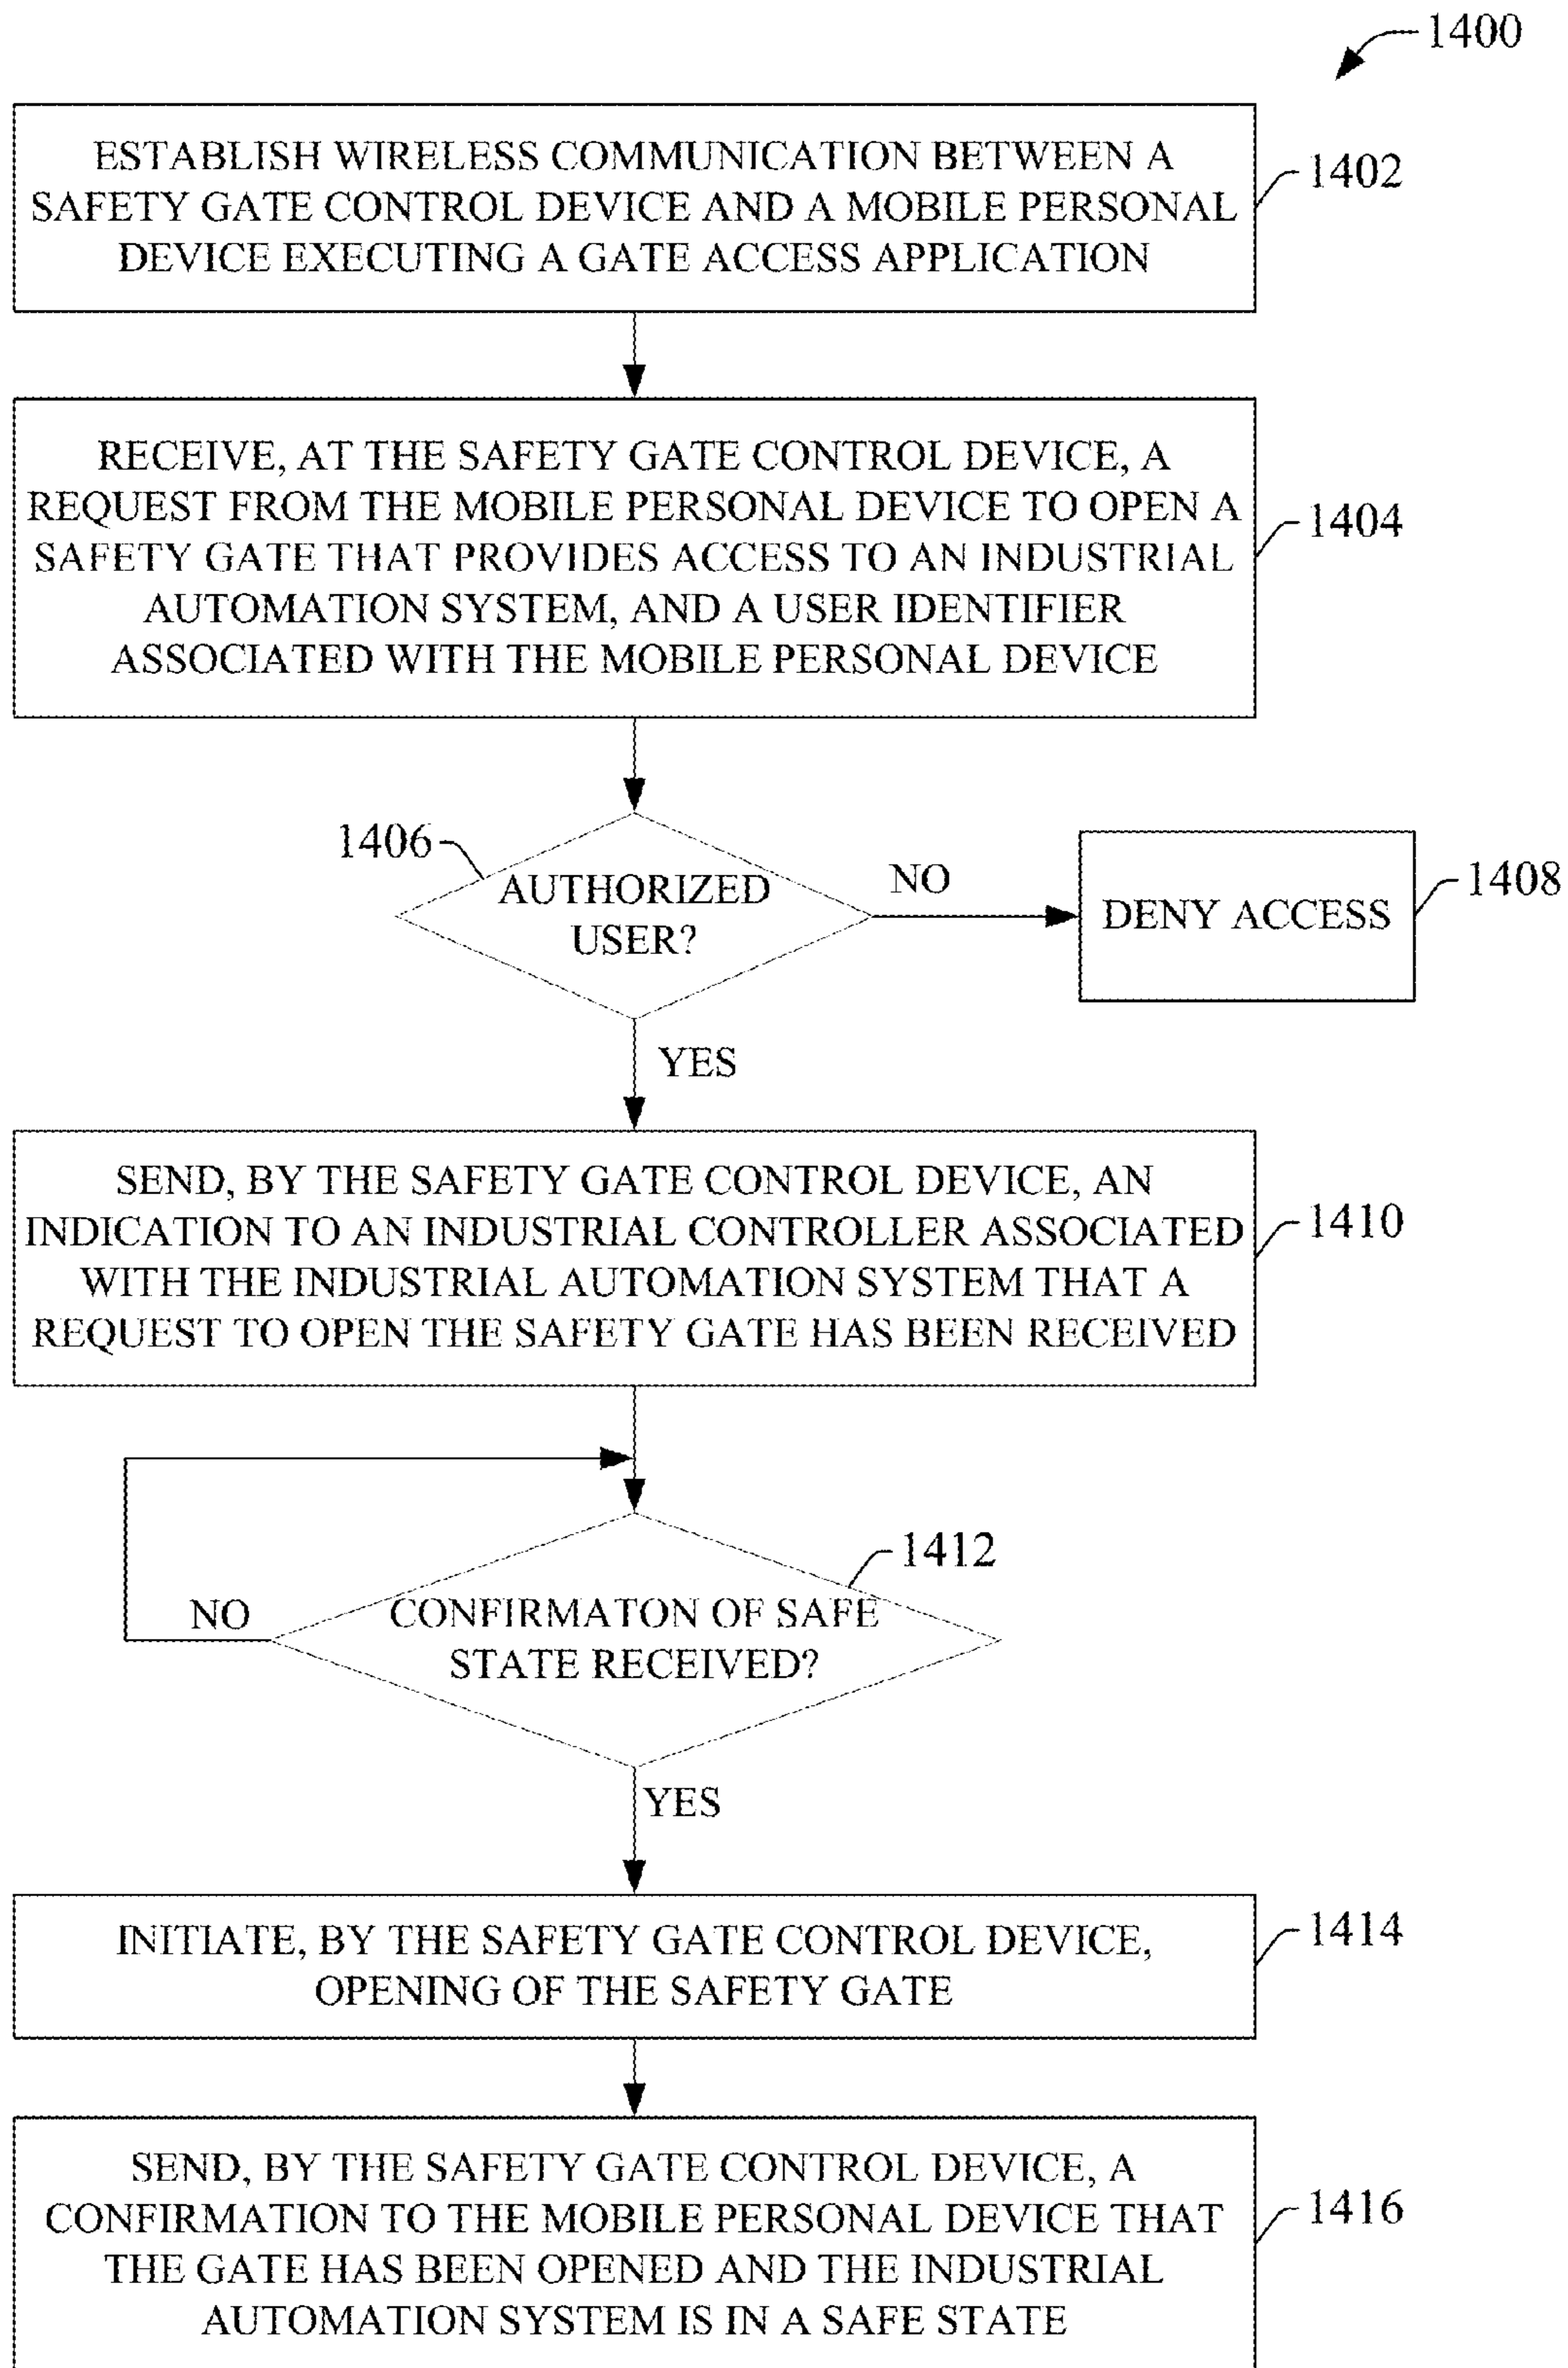 1400
ESTABLISH WIRELESS COMMUNICATION BETWEEN A
SAFETY GATE CONTROL DEVICE AND A MOBILE PERSONAL
DEVICE EXECUTING A GATE ACCESS APPLICATION
1402
RECEIVE, AT THE SAFETY GATE CONTROL DEVICE, A
REQUEST FROM THE MOBILE PERSONAL DEVICE TO OPEN A
SAFETY GATE THAT PROVIDES ACCESS TO AN INDUSTRIAL
AUTOMATION SYSTEM, AND A USER IDENTIFIER
ASSOCIATED WITH THE MOBILE PERSONAL DEVICE
1404
1406
AUTHORIZED
USER?
NO
DENY ACCESS
1408
YES
SEND, BY THE SAFETY GATE CONTROL DEVICE, AN
INDICATION TO AN INDUSTRIAL CONTROLLER ASSOCIATED
WITH THE INDUSTRIAL AUTOMATION SYSTEM THAT A
REQUEST TO OPEN THE SAFETY GATE HAS BEEN RECEIVED
1410
1412
NO
CONFIRMATON OF SAFE
STATE RECEIVED?
YES
INITIATE, BY THE SAFETY GATE CONTROL DEVICE,
OPENING OF THE SAFETY GATE
1414
SEND, BY THE SAFETY GATE CONTROL DEVICE, A
CONFIRMATION TO THE MOBILE PERSONAL DEVICE THAT
THE GATE HAS BEEN OPENED AND THE INDUSTRIAL
AUTOMATION SYSTEM IS IN A SAFE STATE
1416